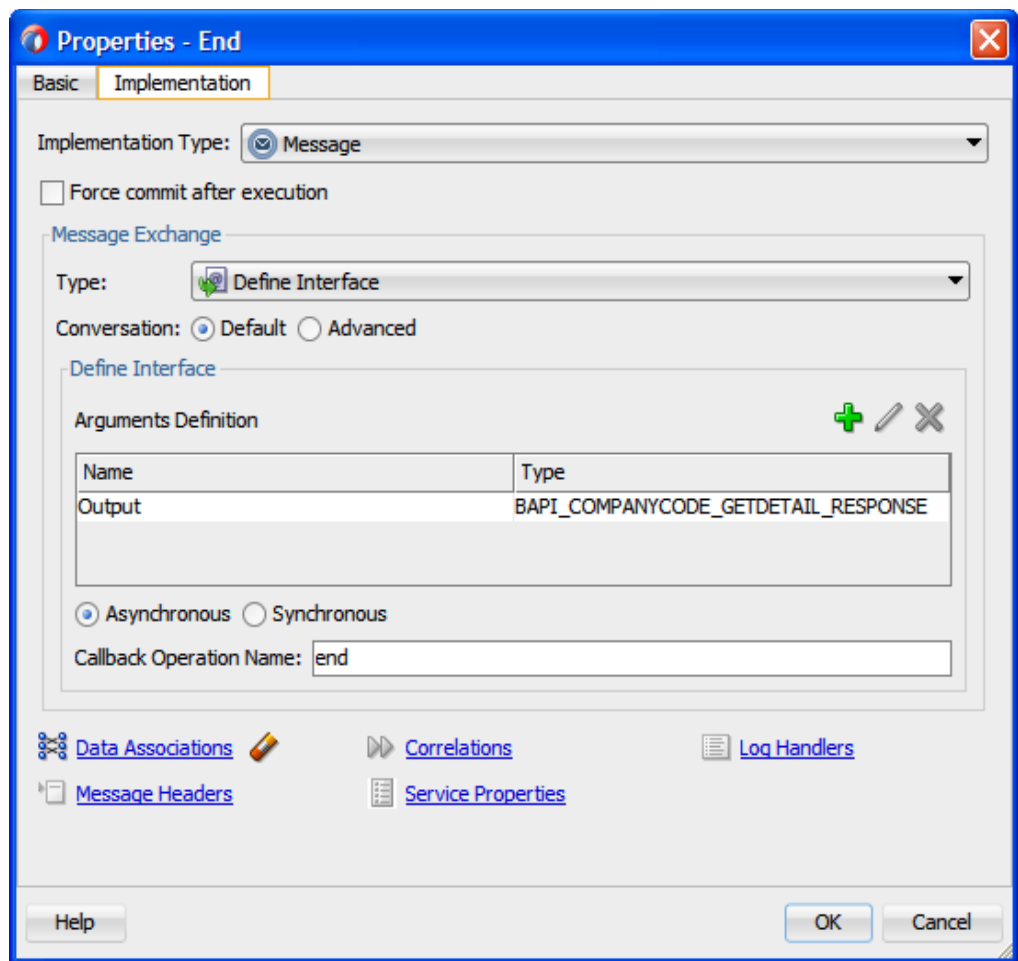 Properties - End
Basic Implementation
Implementation Type: Message
Force commit after execution
Message Exchange
Type: Define Interface
Conversation: Default Advanced
Define Interface
Arguments Definition
Name Type
Output BAPI_COMPANYCODE_GETDETAIL_RESPONSE
Asynchronous Synchronous
Callback Operation Name: end
Data Associations Correlations Log Handlers
Message Headers Service Properties
Help OK Cancel